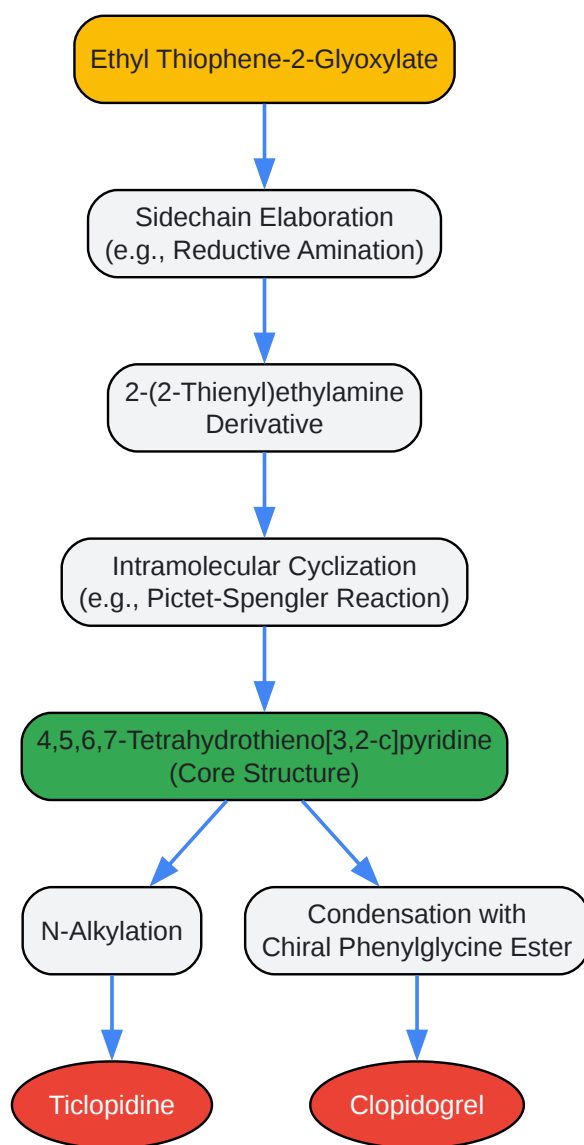 Ethyl Thiophene-2-Glyoxylate
Sidechain Elaboration
(e.g., Reductive Amination)
2-(2-Thienyl)ethylamine
Derivative
Intramolecular Cyclization
(e.g., Pictet-Spengler Reaction)
4,5,6,7-Tetrahydrothieno[3,2-c]pyridine
(Core Structure)
N-Alkylation
Condensation with
Chiral Phenylglycine Ester
Ticlopidine
Clopidogrel